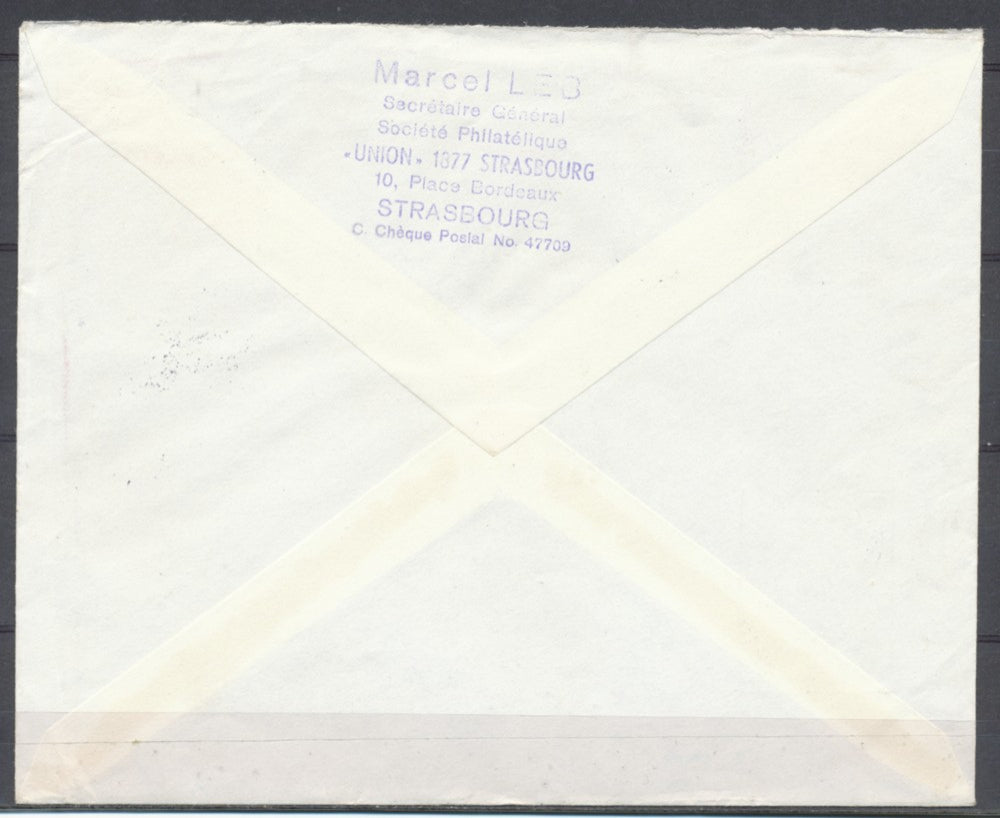 Marcel LEB
Secrétaire Général
Société Philatélique
«UNION» 1877 STRASBOURG
10, Place Bordeaux
STRASBOURG
C. Chèque Postal No. 47709